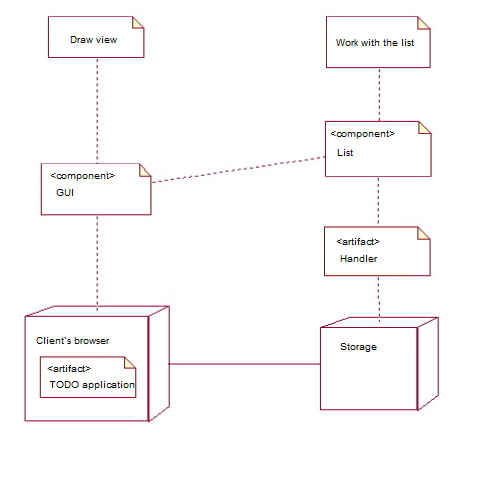 Draw view
Work with the list
<component>
List
<component>
GUI
<artifact>
Handler
Client's browser
<artifact>
TODO application
Storage